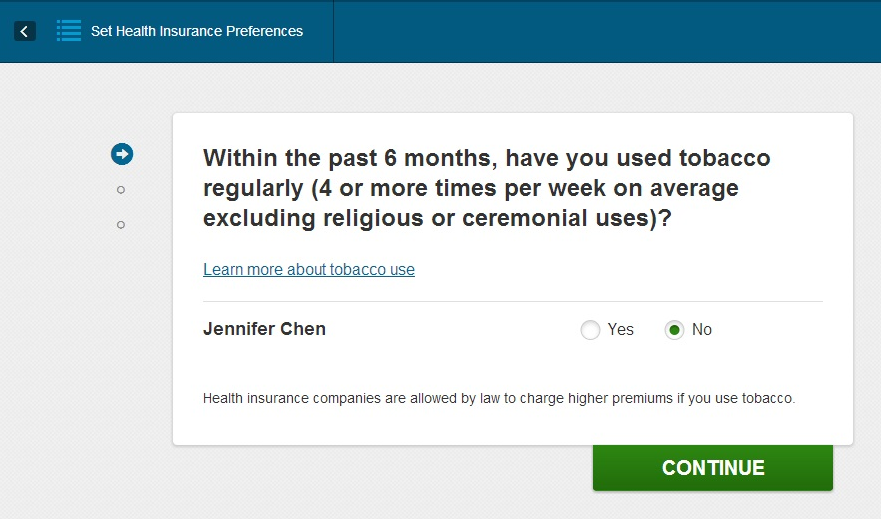 Set Health Insurance Preferences
Within the past 6 months, have you used tobacco
regularly (4 or more times per week on average
excluding religious or ceremonial uses)?
Learn more about tobacco use
Jennifer Chen Yes No
Health insurance companies are allowed by law to charge higher premiums if you use tobacco.
CONTINUE